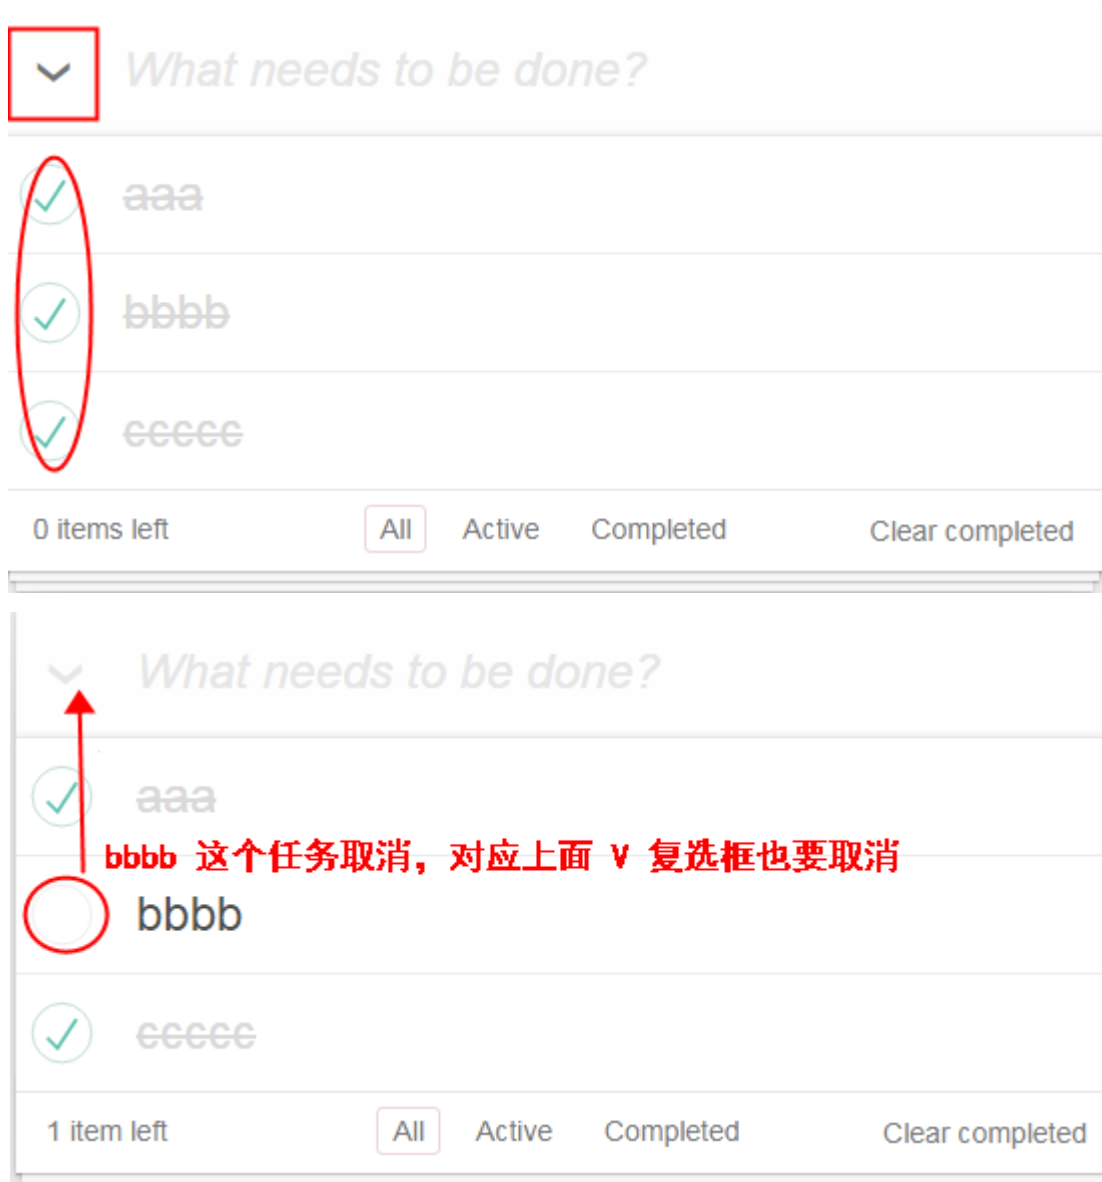 What needs to be done?
aaa
bbbb
ccccc
0 items left All Active Completed Clear completed
What needs to be done?
aaa
bbbb 这个任务取消，对应上面 V 复选框也要取消
bbbb
ccccc
1 item left All Active Completed Clear completed